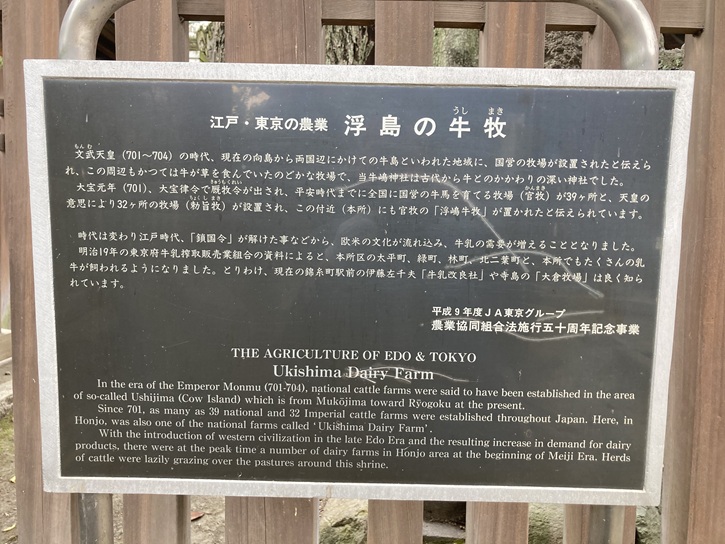 江戸・東京の農業 浮島の牛牧
うし まき
文武天皇（701～704）の時代、現在の向島から両国辺にかけての牛島といわれた地域に、国営の牧場が設置されたと伝えら
もんむ
れ、この周辺もかつては牛が草を食んでいたのどかな牧場で、当牛嶋神社は古代から牛とのかかわりの深い神社でした。
大宝元年（701）、大宝律令で厩牧令が出され、平安時代までに全国に国営の牛馬を育てる牧場（官牧）が39ヶ所と、天皇の
きゅうもくれい かんまき
意思により32ヶ所の牧場（勅旨牧）が設置され、この付近（本所）にも官牧の「浮嶋牛牧」が置かれたと伝えられています。
ちょくしまき
時代は変わり江戸時代、「鎖国令」が解けた事などから、欧米の文化が流れ込み、牛乳の需要が増えることとなりました。
明治19年の東京府牛乳搾取販売業組合の資料によると、本所区の太平町、緑町、林町、北二葉町と、本所でもたくさんの乳
牛が飼われるようになりました。とりわけ、現在の錦糸町駅前の伊藤左千夫「牛乳改良社」や寺島の「大倉牧場」は良く知ら
れています。
平成9年度JA東京グループ
農業協同組合法施行五十周年記念事業
THE AGRICULTURE OF EDO & TOKYO
Ukishima Dairy Farm
In the era of the Emperor Monmu (701-704), national cattle farms were said to have been established in the area
of so-called Ushijima (Cow Island) which is from Mukōjima toward Ryōgoku at the present.
Since 701, as many as 39 national and 32 Imperial cattle farms were established throughout Japan. Here, in
Honjo, was also one of the national farms called ‘Ukishima Dairy Farm’.
With the introduction of western civilization in the late Edo Era and the resulting increase in demand for dairy
products, there were at the peak time a number of dairy farms in Honjo area at the beginning of Meiji Era. Herds
of cattle were lazily grazing over the pastures around this shrine.